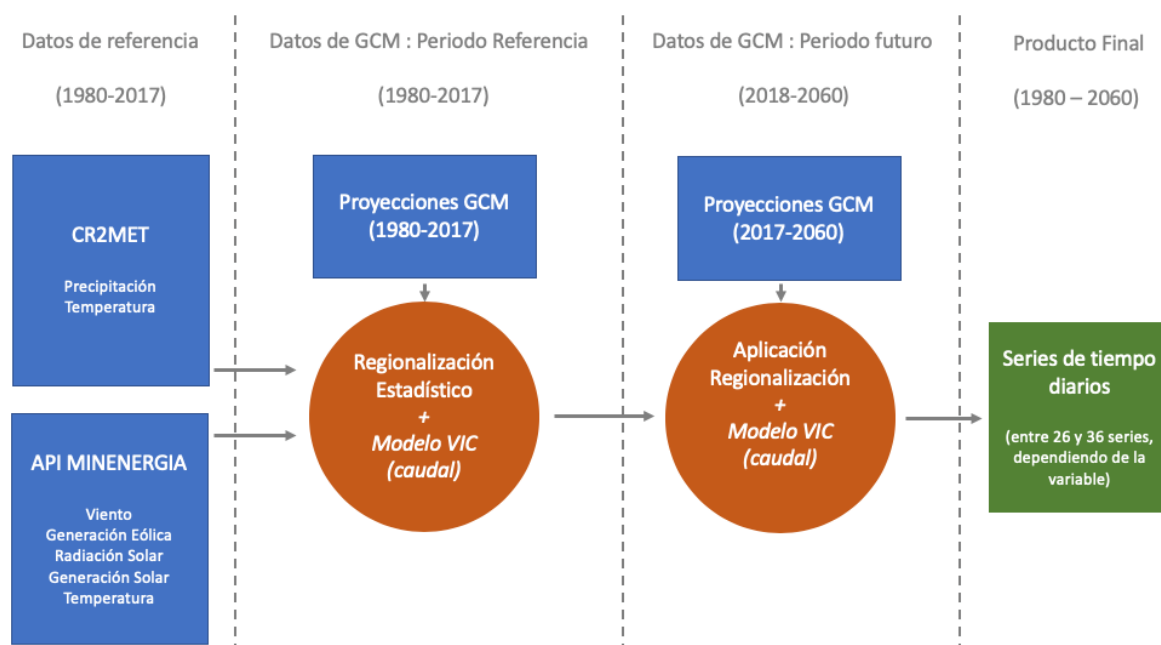 Datos de referencia
(1980-2017)
Datos de GCM : Periodo Referencia
(1980-2017)
Datos de GCM : Periodo futuro
(2018-2060)
Producto Final
(1980 – 2060)
CR2MET
Precipitación
Temperatura
API MINENERGIA
Viento
Generación Eólica
Radiación Solar
Generación Solar
Temperatura
Proyecciones GCM
(1980-2017)
Regionalización
Estadístico
+
Modelo VIC
(caudal)
Proyecciones GCM
(2017-2060)
Aplicación
Regionalización
+
Modelo VIC
(caudal)
Series de tiempo
diarios
(entre 26 y 36 series,
dependiendo de la
variable)